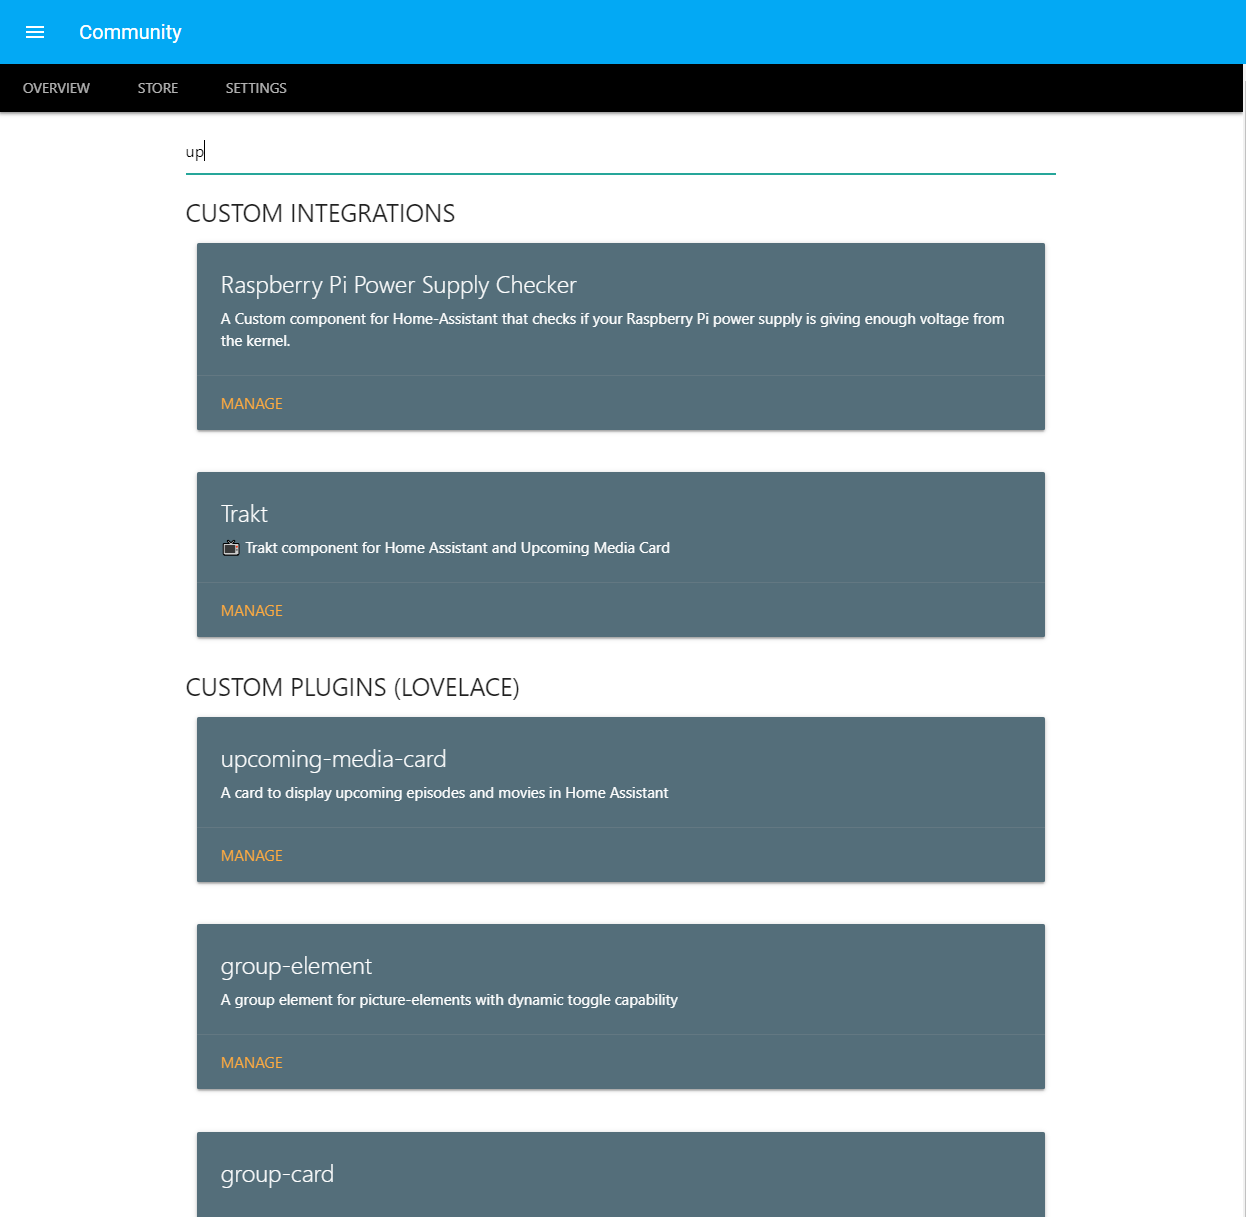 Community
OVERVIEW STORE SETTINGS
up
CUSTOM INTEGRATIONS
Raspberry Pi Power Supply Checker
A Custom component for Home-Assistant that checks if your Raspberry Pi power supply is giving enough voltage from
the kernel.
MANAGE
Trakt
📺 Trakt component for Home Assistant and Upcoming Media Card
MANAGE
CUSTOM PLUGINS (LOVELACE)
upcoming-media-card
A card to display upcoming episodes and movies in Home Assistant
MANAGE
group-element
A group element for picture-elements with dynamic toggle capability
MANAGE
group-card